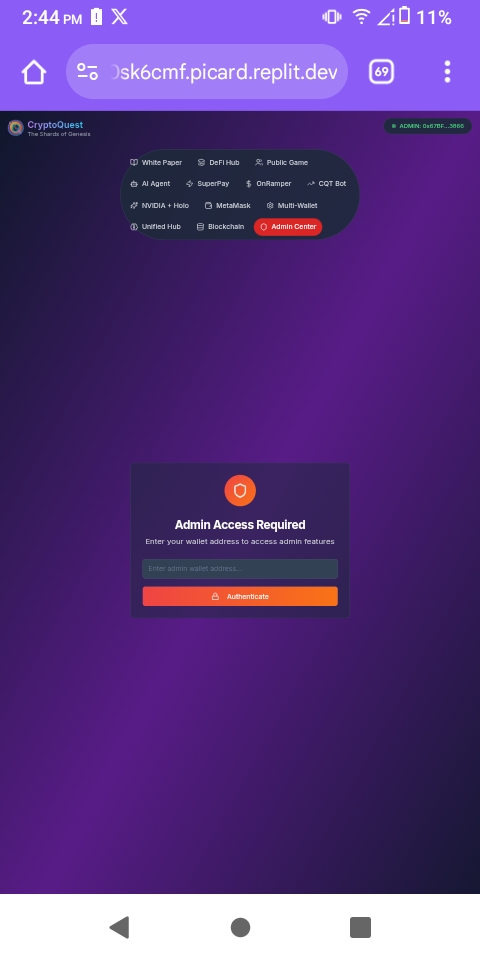 2:44 PM 11%
0sk6cmf.picard.replit.dev 69
CryptoQuest
The Shards of Genesis
ADMIN: 0x67BF...3866
White Paper DeFi Hub Public Game
AI Agent SuperPay OnRamper CQT Bot
NVIDIA + Holo MetaMask Multi-Wallet
Unified Hub Blockchain Admin Center
Admin Access Required
Enter your wallet address to access admin features
Enter admin wallet address...
Authenticate